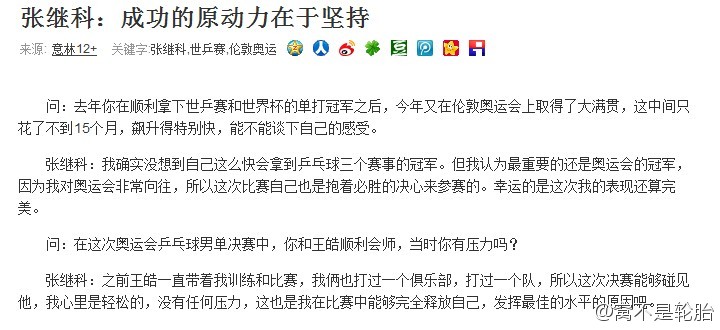 张继科：成功的原动力在于坚持
来源: 意林12+ 关键字:张继科,世乒赛,伦敦奥运
问：去年你在顺利拿下世乒赛和世界杯的单打冠军之后，今年又在伦敦奥运会上取得了大满贯，这中间只
花了不到15个月，飙升得特别快，能不能谈下自己的感受。
张继科：我确实没想到自己这么快会拿到乒乓球三个赛事的冠军。但我认为最重要的还是奥运会的冠军，
因为我对奥运会非常向往，所以这次比赛自己也是抱着必胜的决心来参赛的。幸运的是这次我的表现还算完
美。
问：在这次奥运会乒乓球男单决赛中，你和王皓顺利会师，当时你有压力吗？
张继科：之前王皓一直带着我训练和比赛，我俩也打过一个俱乐部，打过一个队，所以这次决赛能够碰见
他，我心里是轻松的，没有任何压力，这也是我在比赛中能够完全释放自己，发挥最佳的水平的原因吧。
@窝不是轮胎